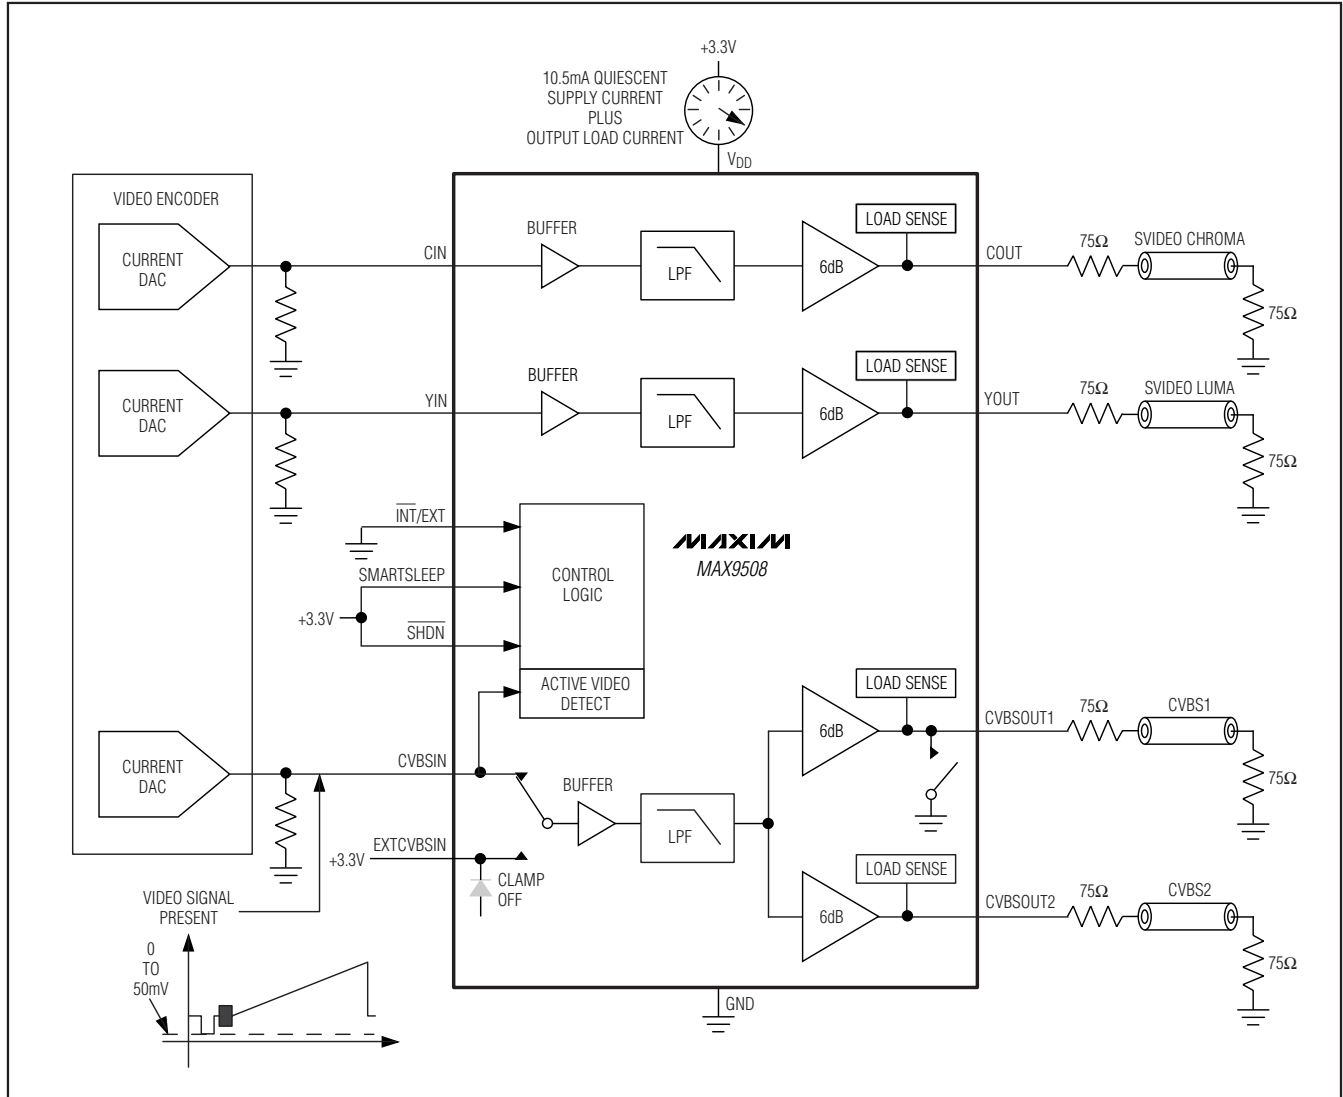 +3.3V
10.5mA QUIESCENT
SUPPLY CURRENT
PLUS
OUTPUT LOAD CURRENT
VDD
VIDEO ENCODER
CURRENT
DAC
CIN
BUFFER
LPF
6dB
LOAD SENSE
COUT
75Ω
SVIDEO CHROMA
75Ω
CURRENT
DAC
YIN
BUFFER
LPF
6dB
LOAD SENSE
YOUT
75Ω
SVIDEO LUMA
75Ω
INT/EXT
SMARTSLEEP
+3.3V
SHDN
CONTROL
LOGIC
ACTIVE VIDEO
DETECT
MAXIM
MAX9508
CURRENT
DAC
CVBSIN
BUFFER
LPF
EXTCVBSIN
+3.3V
CLAMP
OFF
6dB
LOAD SENSE
CVBSOUT1
75Ω
CVBS1
75Ω
6dB
LOAD SENSE
CVBSOUT2
75Ω
CVBS2
75Ω
VIDEO SIGNAL
PRESENT
0
TO
50mV
GND